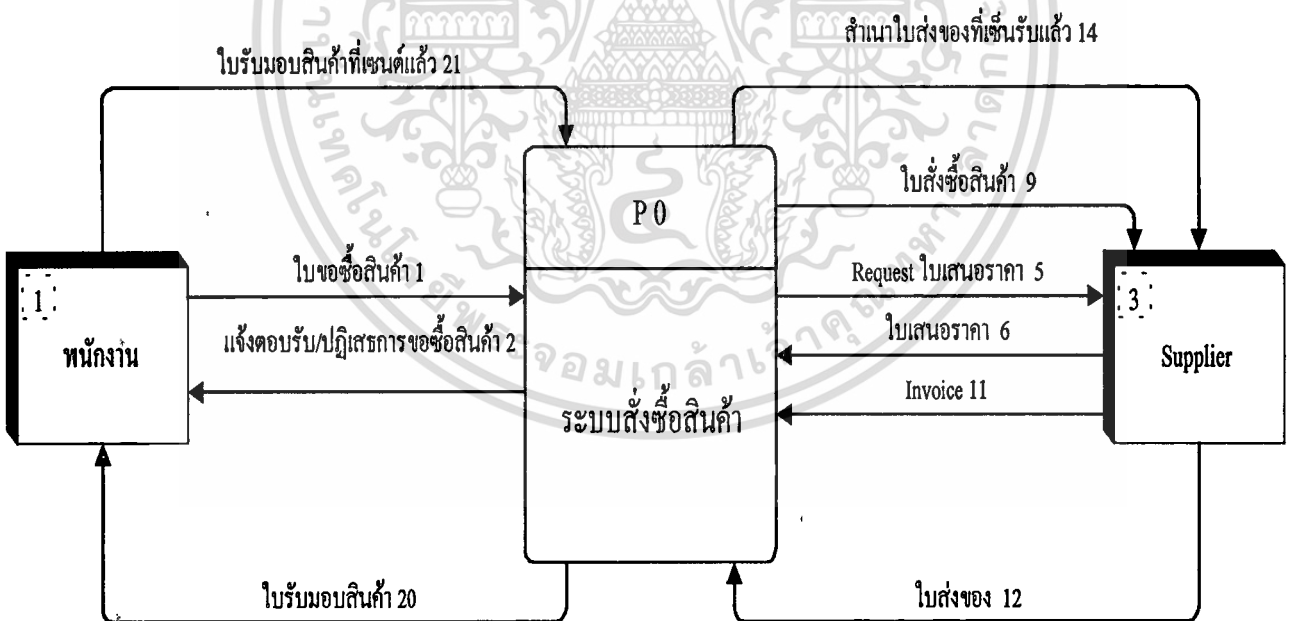 สำเนาใบส่งของที่เซ็นรับแล้ว 14
ใบรับมอบสินค้าที่เซนต์แล้ว 21
ใบสั่งซื้อสินค้า 9
P 0
ใบขอซื้อสินค้า 1
Request ใบเสนอราคา 5
1
3
แจ้งตอบรับ/ปฏิเสธการขอซื้อสินค้า 2
ใบเสนอราคา 6
พนักงาน
Supplier
Invoice 11
ระบบสั่งซื้อสินค้า
ใบรับมอบสินค้า 20
ใบส่งของ 12